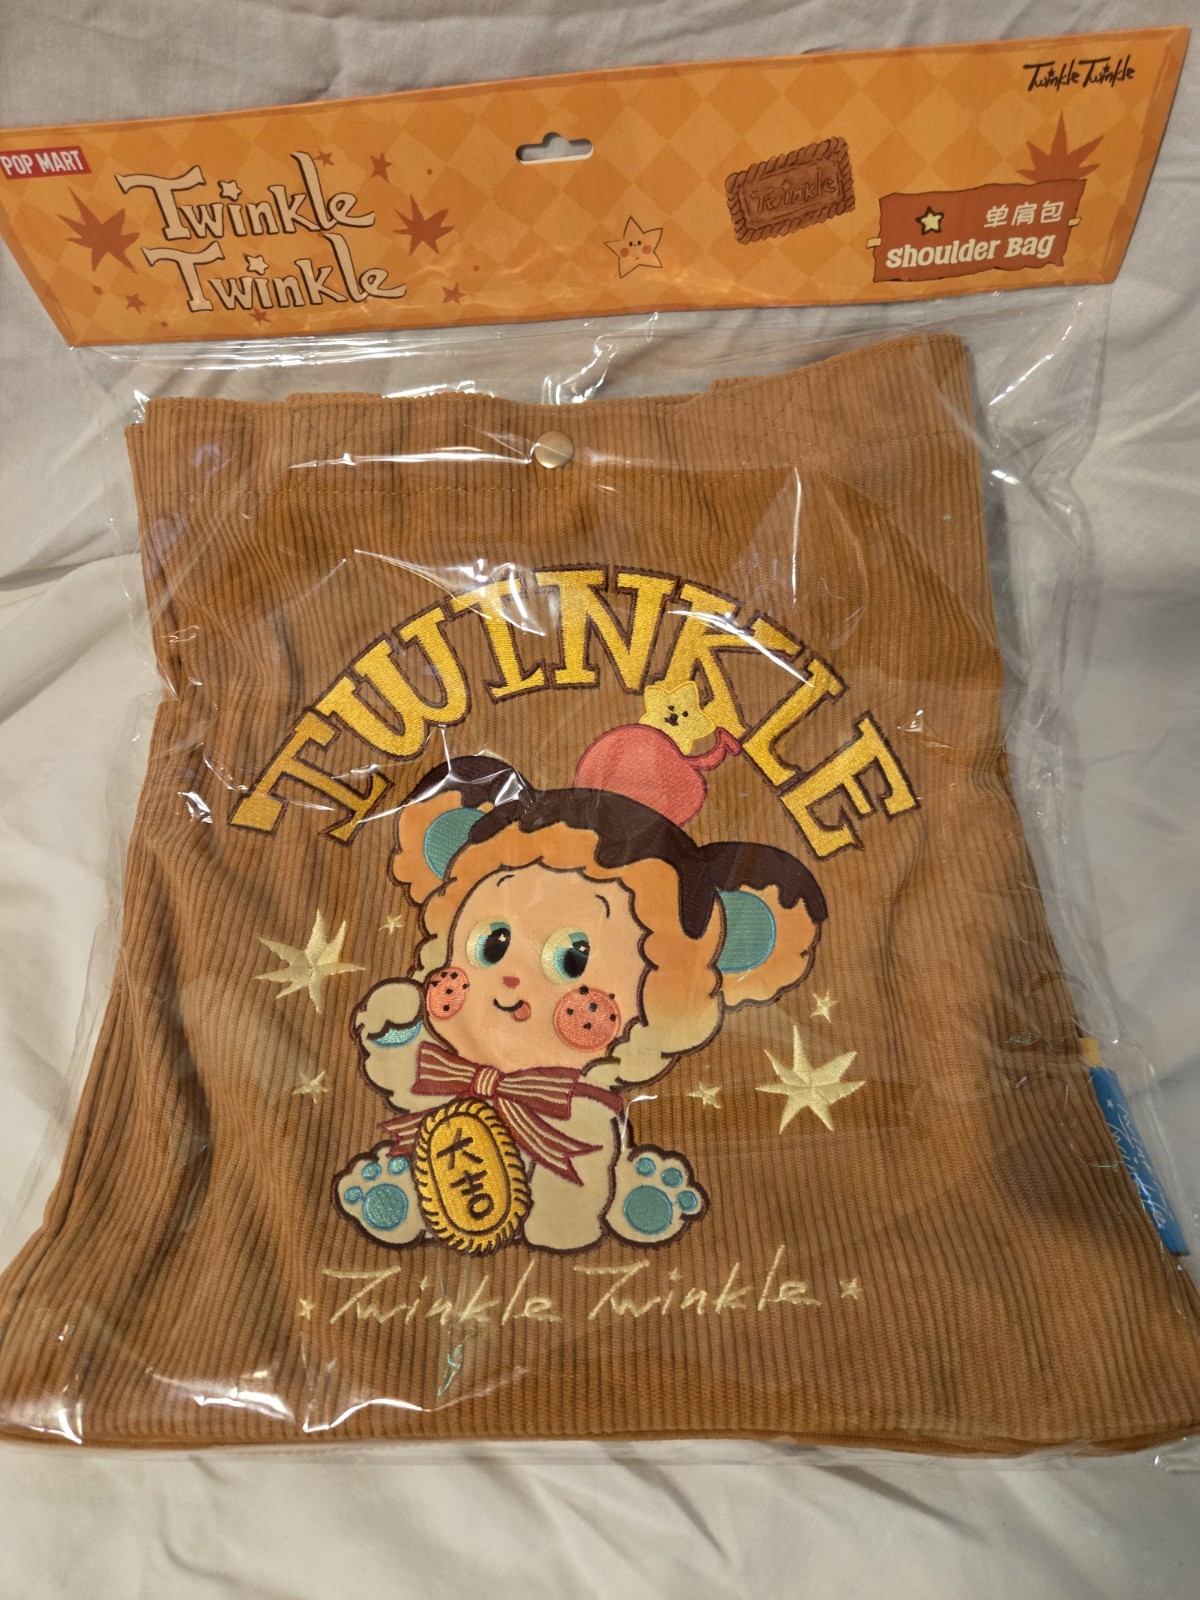 Twinkle Twinkle
POP MART
Twinkle
Twinkle
Twinkle
单肩包
Shoulder Bag
TWINKLE
大吉
Twinkle Twinkle